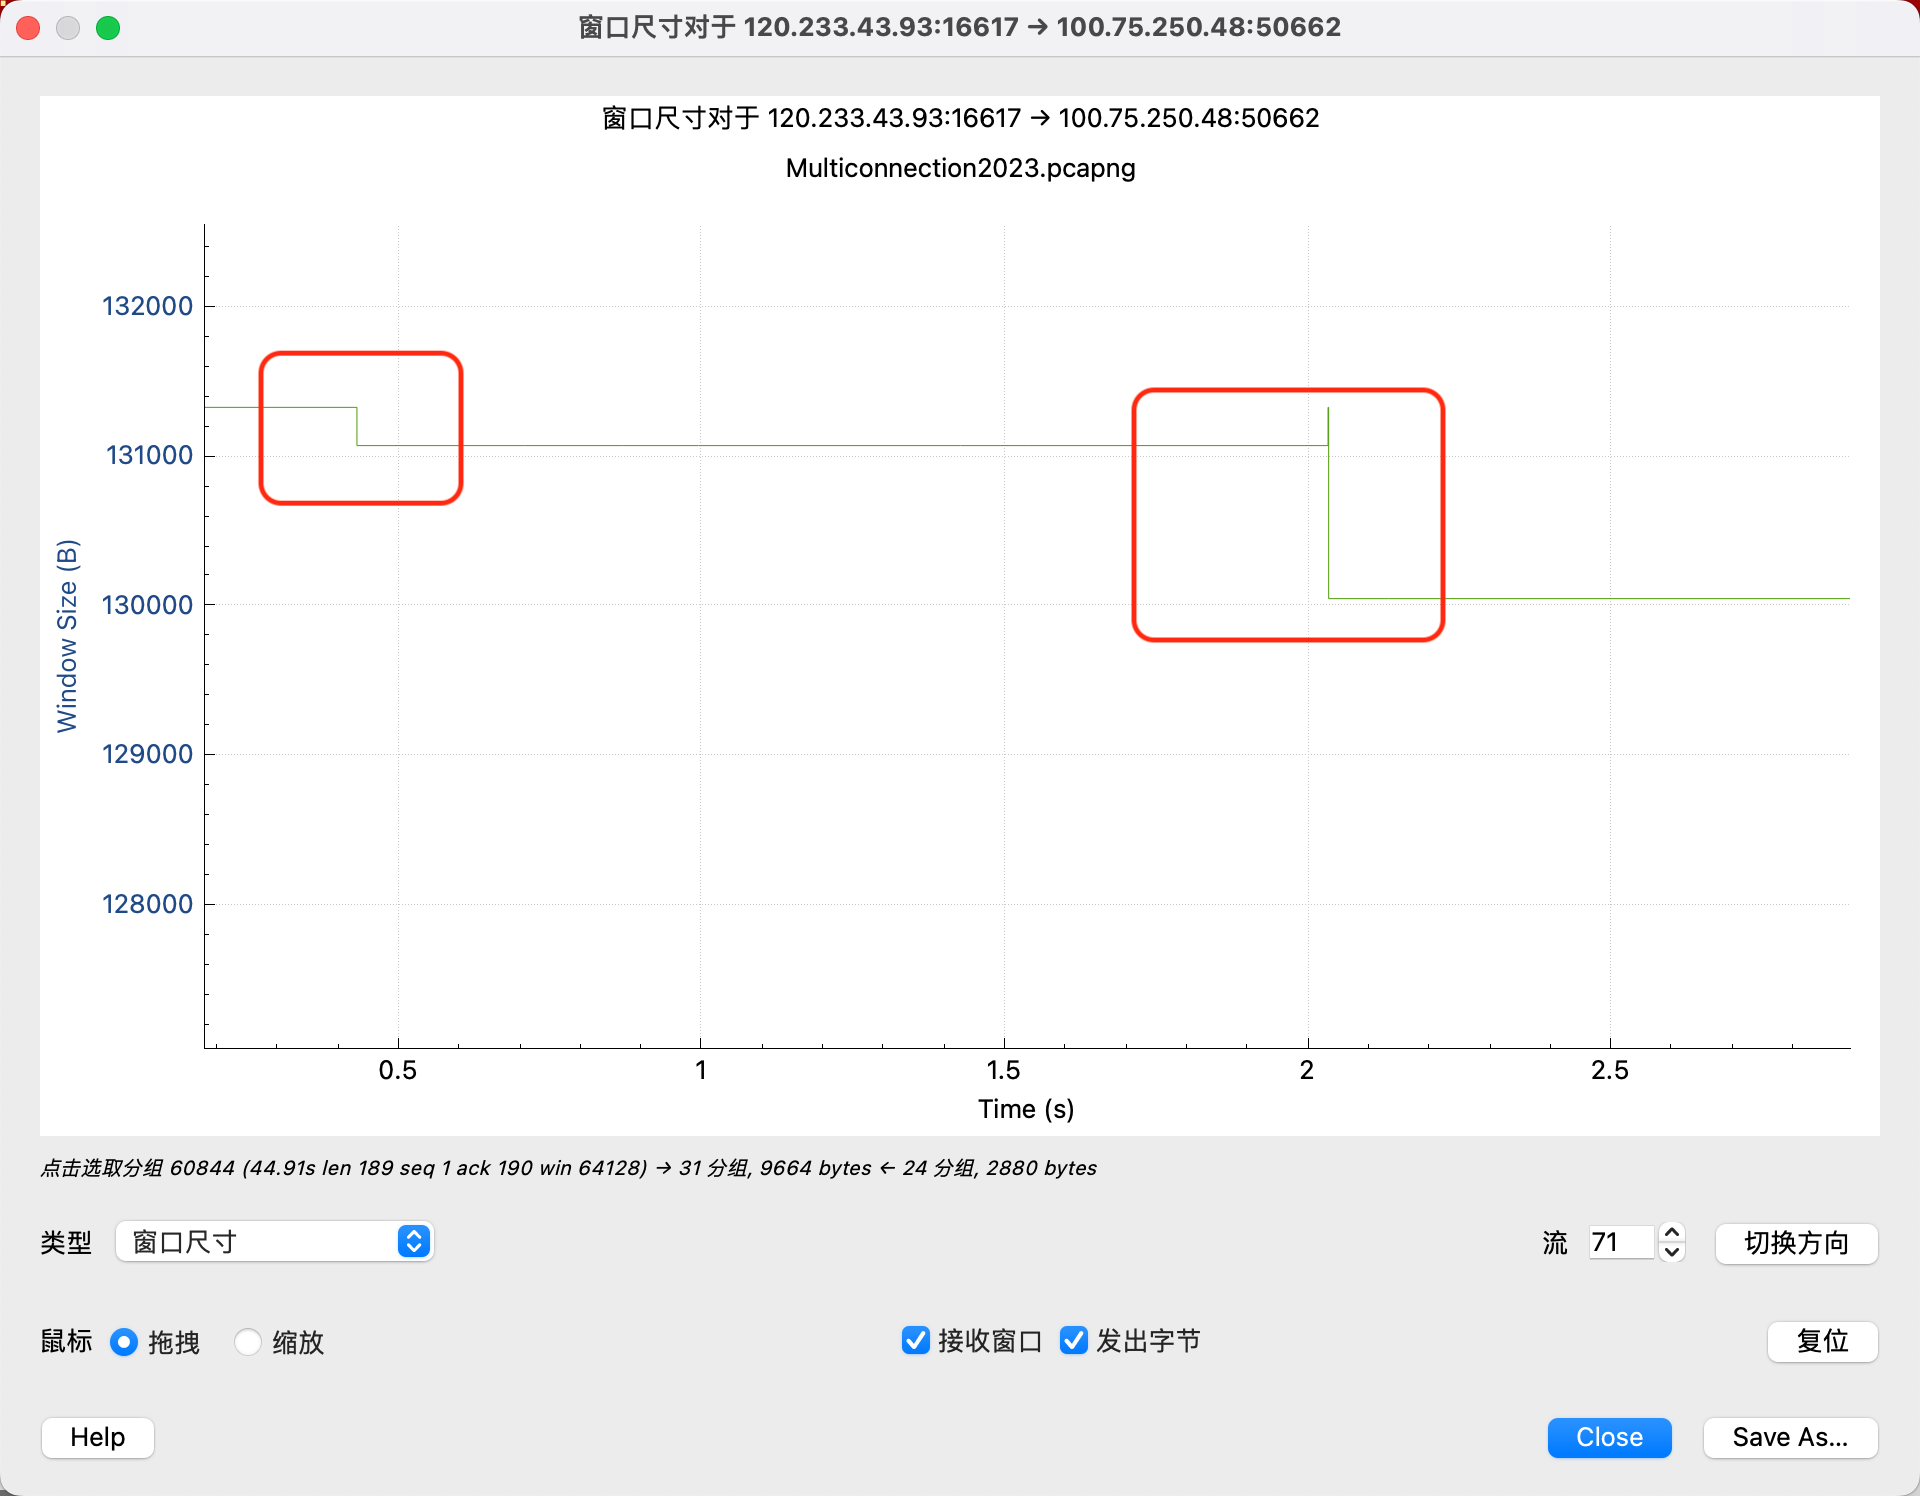 窗口尺寸对于 120.233.43.93:16617 → 100.75.250.48:50662
窗口尺寸对于 120.233.43.93:16617 → 100.75.250.48:50662
Multiconnection2023.pcapng
132000
131000
130000
129000
128000
Window Size (B)
0.5 1 1.5 2 2.5
Time (s)
点击选取分组 60844 (44.91s len 189 seq 1 ack 190 win 64128) → 31 分组, 9664 bytes ← 24 分组, 2880 bytes
类型 窗口尺寸 流 71 切换方向
鼠标 拖拽 缩放 接收窗口 发出字节 复位
Help Close Save As...